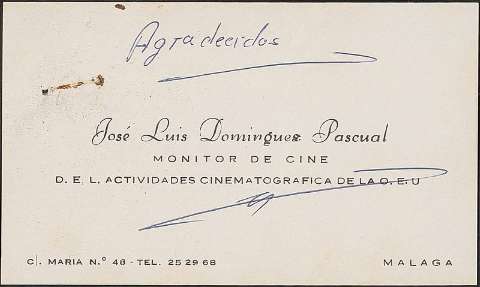 Agradecidos
José Luis Dominguez Pascual
MONITOR DE CINE
D. E. L. ACTIVIDADES CINEMATOGRAFICA DE LA O. E. U
C/. MARIA N.º 48 - TEL. 25 29 68
MALAGA